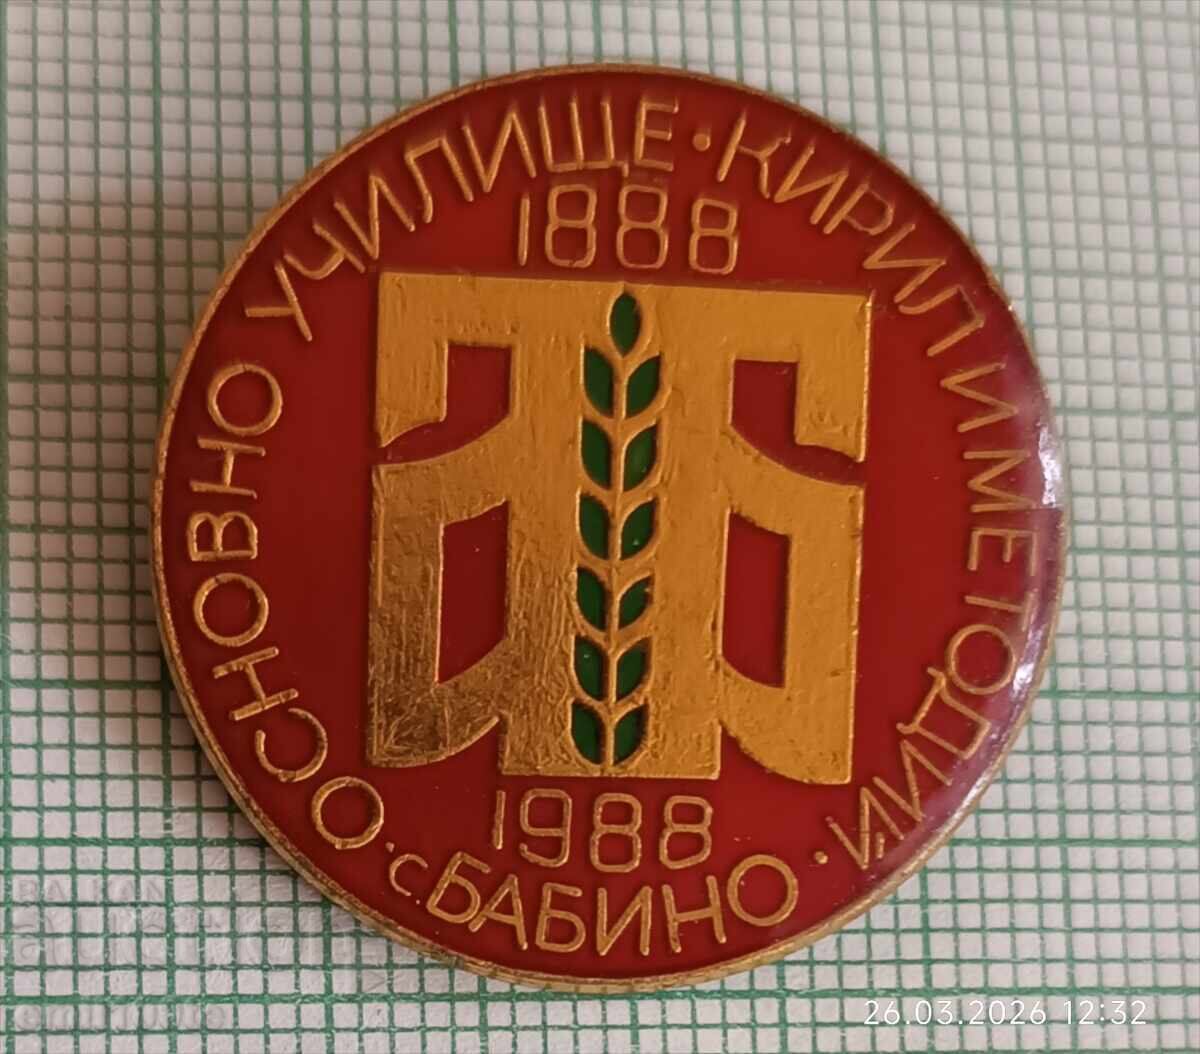 ОСНОВНО УЧИЛИЩЕ · КИРИЛ И МЕТОДИЙ ·
1888
1988
с. БАБИНО ·
26.03.2026 12:32